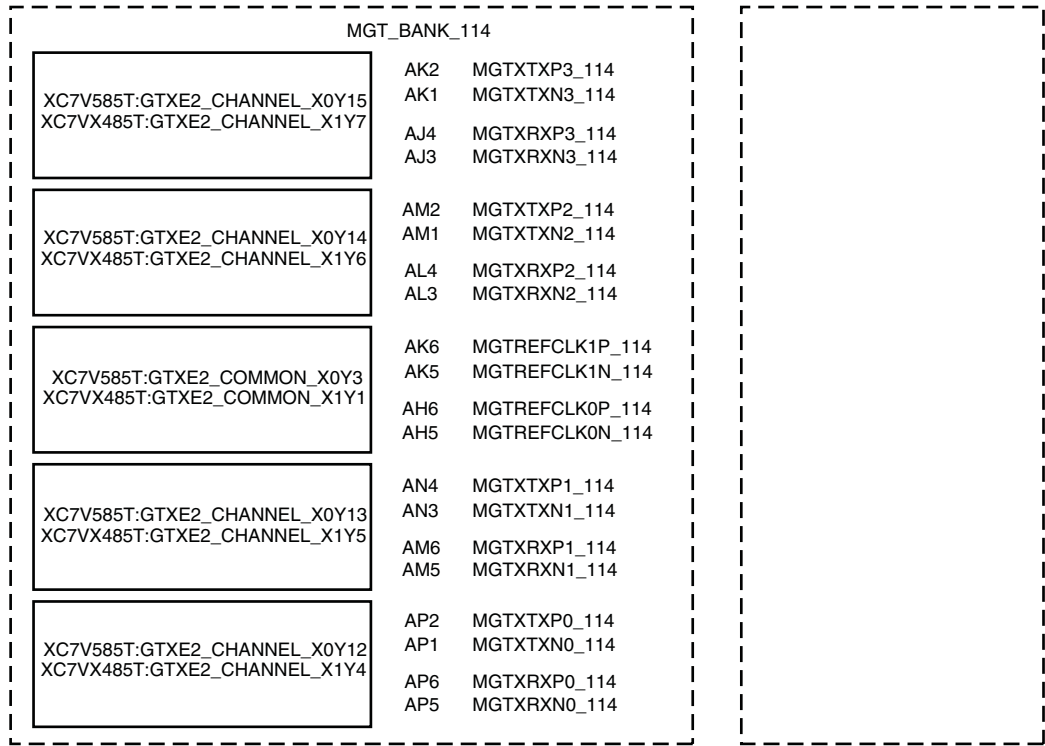 MGT_BANK_114
XC7V585T:GTXE2_CHANNEL_X0Y15
XC7VX485T:GTXE2_CHANNEL_X1Y7
AK2 MGTXTXP3_114
AK1 MGTXTXN3_114
AJ4 MGTXRXP3_114
AJ3 MGTXRXN3_114
XC7V585T:GTXE2_CHANNEL_X0Y14
XC7VX485T:GTXE2_CHANNEL_X1Y6
AM2 MGTXTXP2_114
AM1 MGTXTXN2_114
AL4 MGTXRXP2_114
AL3 MGTXRXN2_114
XC7V585T:GTXE2_COMMON_X0Y3
XC7VX485T:GTXE2_COMMON_X1Y1
AK6 MGTREFCLK1P_114
AK5 MGTREFCLK1N_114
AH6 MGTREFCLK0P_114
AH5 MGTREFCLK0N_114
XC7V585T:GTXE2_CHANNEL_X0Y13
XC7VX485T:GTXE2_CHANNEL_X1Y5
AN4 MGTXTXP1_114
AN3 MGTXTXN1_114
AM6 MGTXRXP1_114
AM5 MGTXRXN1_114
XC7V585T:GTXE2_CHANNEL_X0Y12
XC7VX485T:GTXE2_CHANNEL_X1Y4
AP2 MGTXTXP0_114
AP1 MGTXTXN0_114
AP6 MGTXRXP0_114
AP5 MGTXRXN0_114